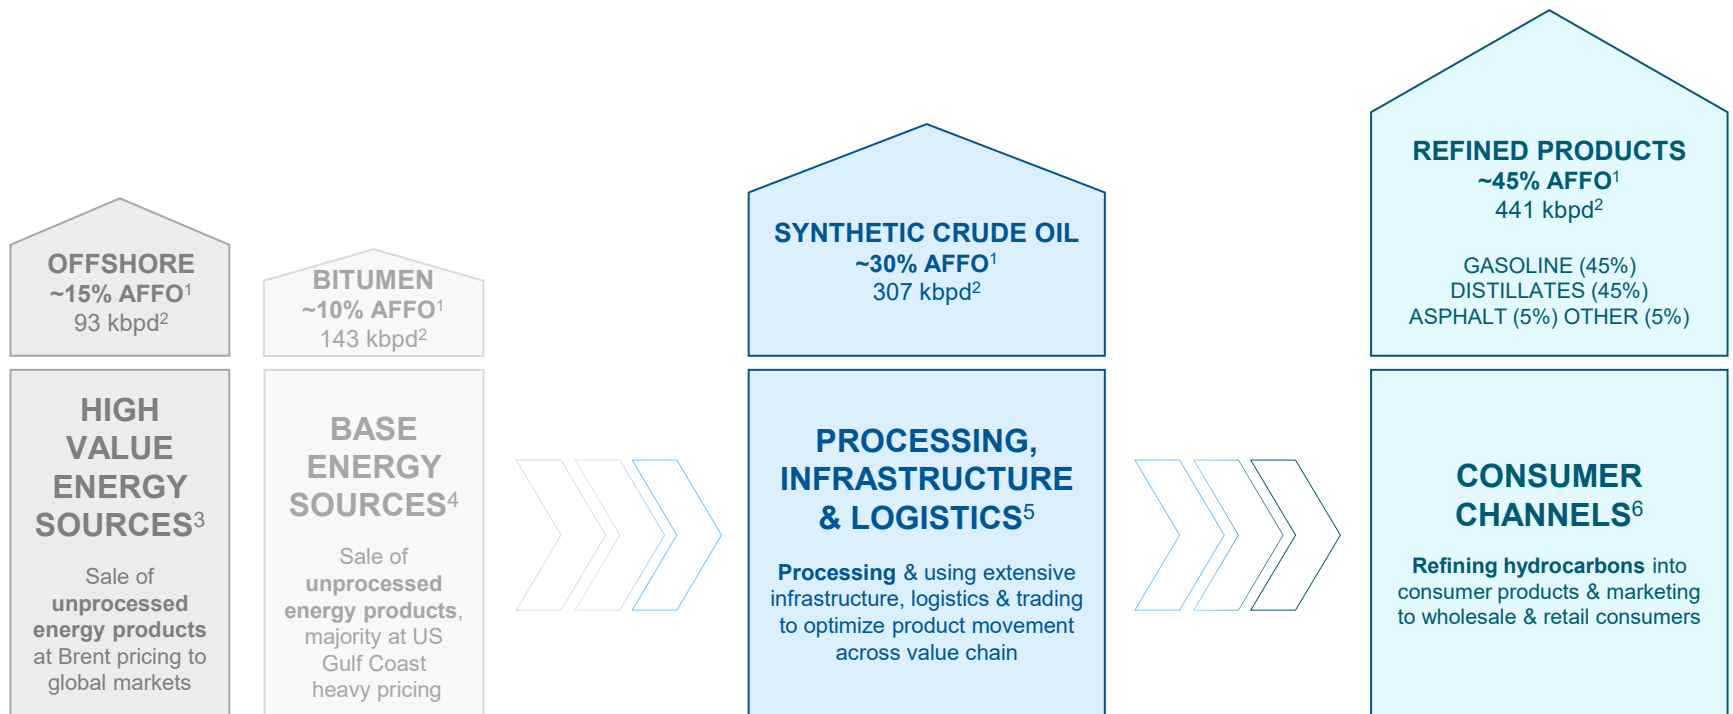 OFFSHORE
~15% AFFO¹
93 kbpd²
HIGH
VALUE
ENERGY
SOURCES³
Sale of
unprocessed
energy products
at Brent pricing to
global markets
BITUMEN
~10% AFFO¹
143 kbpd²
BASE
ENERGY
SOURCES⁴
Sale of
unprocessed
energy products,
majority at US
Gulf Coast
heavy pricing
SYNTHETIC CRUDE OIL
~30% AFFO¹
307 kbpd²
PROCESSING,
INFRASTRUCTURE
& LOGISTICS⁵
Processing & using extensive
infrastructure, logistics & trading
to optimize product movement
across value chain
REFINED PRODUCTS
~45% AFFO¹
441 kbpd²
GASOLINE (45%)
DISTILLATES (45%)
ASPHALT (5%) OTHER (5%)
CONSUMER
CHANNELS⁶
Refining hydrocarbons into
consumer products & marketing
to wholesale & retail consumers